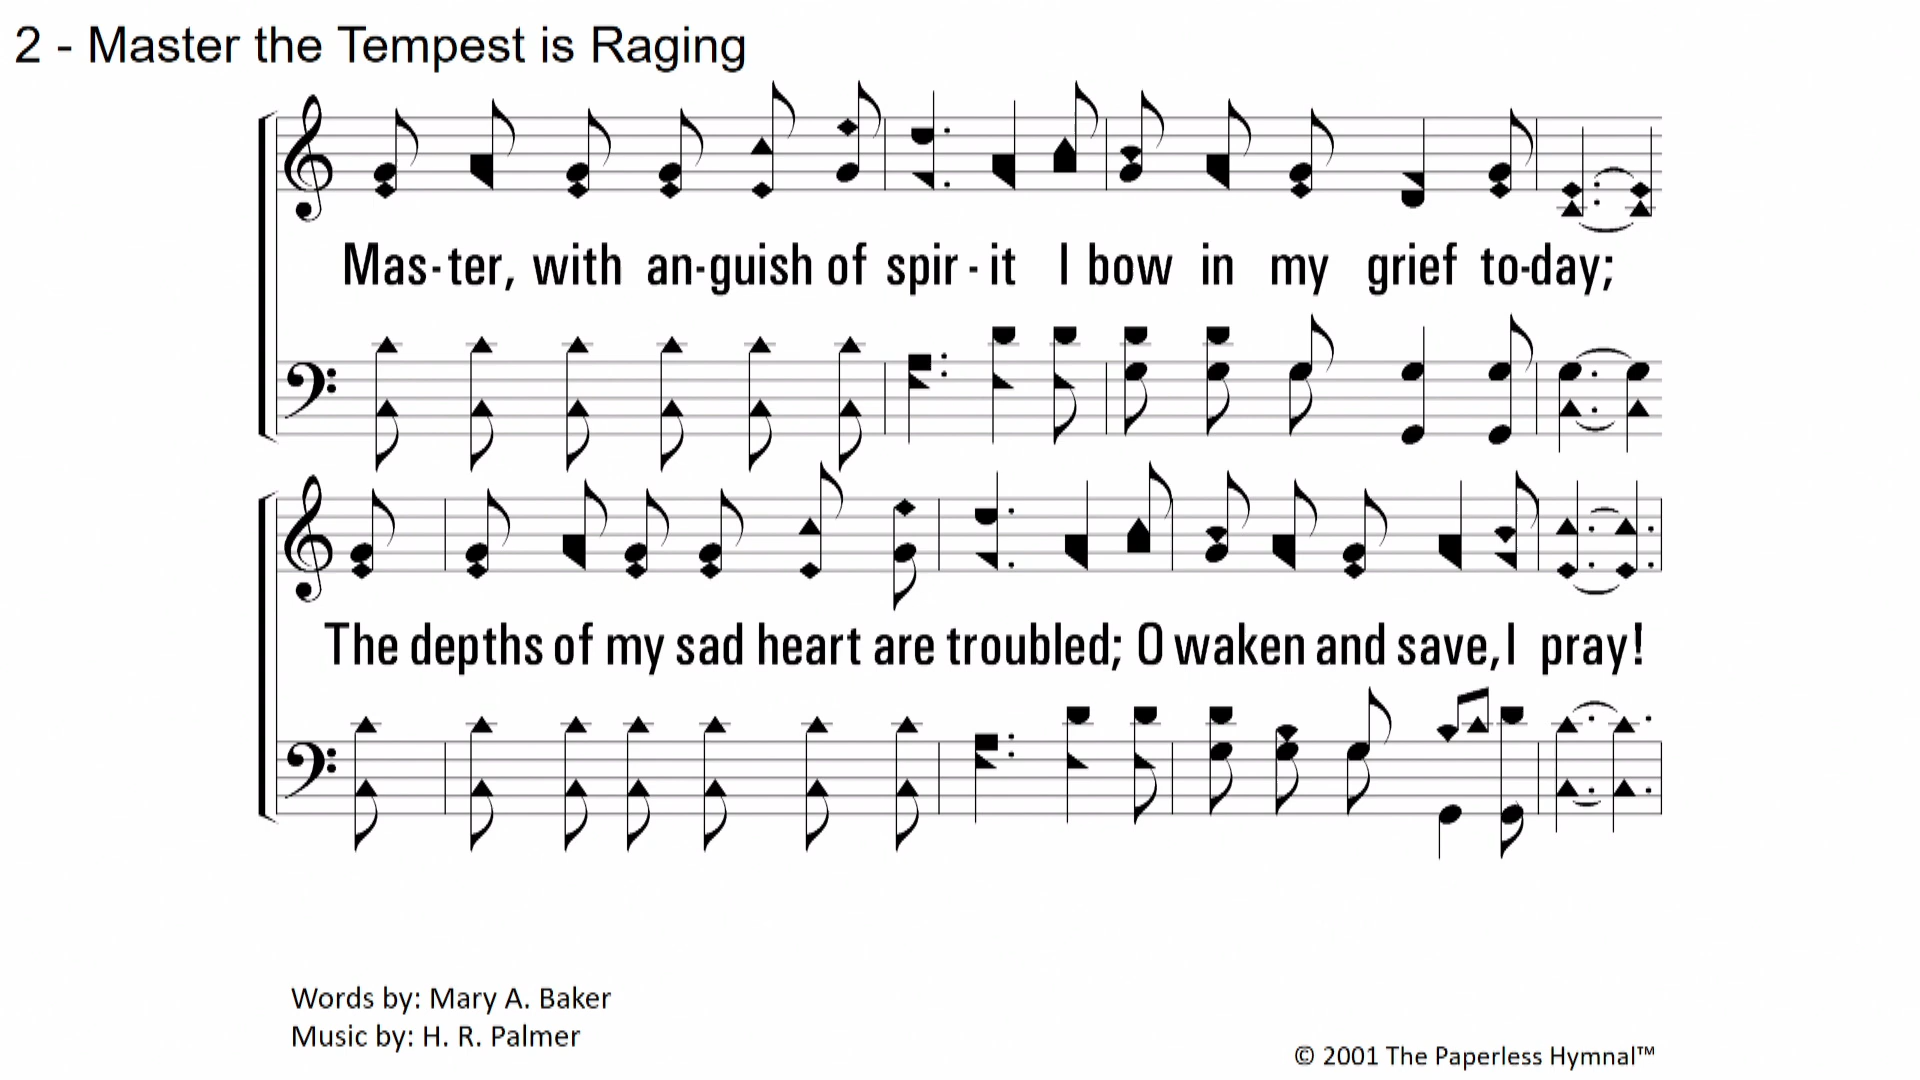 2 - Master the Tempest is Raging
Mas-ter, with an-guish of spir - it I bow in my grief to-day;
The depths of my sad heart are troubled; O waken and save, I pray!
Words by: Mary A. Baker
Music by: H. R. Palmer
© 2001 The Paperless Hymnal™